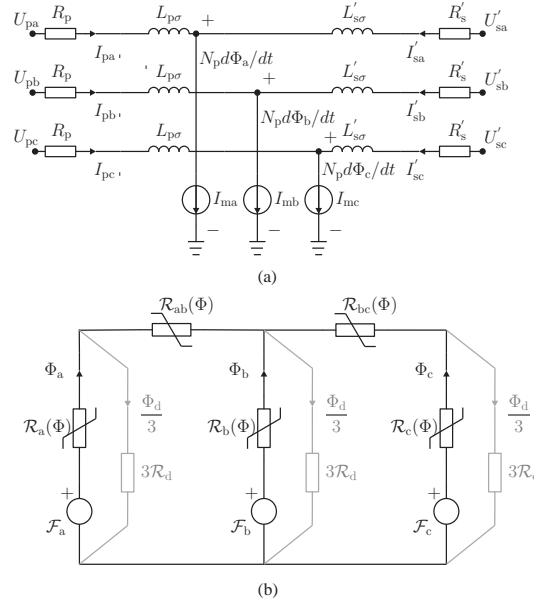 U_pa R_p L_pσ + L'_sσ R'_s U'_sa
I_pa N_p dΦ_a/dt I'_sa
U_pb R_p L_pσ + L'_sσ R'_s U'_sb
I_pb N_p dΦ_b/dt I'_sb
U_pc R_p L_pσ + L'_sσ R'_s U'_sc
I_pc N_p dΦ_c/dt I'_sc
I_ma I_mb I_mc
− − −
(a)
ℛ_ab(Φ) ℛ_bc(Φ)
Φ_a Φ_b Φ_c
Φ_d/3 Φ_d/3 Φ_d/3
ℛ_a(Φ) ℛ_b(Φ) ℛ_c(Φ)
3ℛ_d 3ℛ_d
+ + +
ℱ_a ℱ_b ℱ_c
(b)